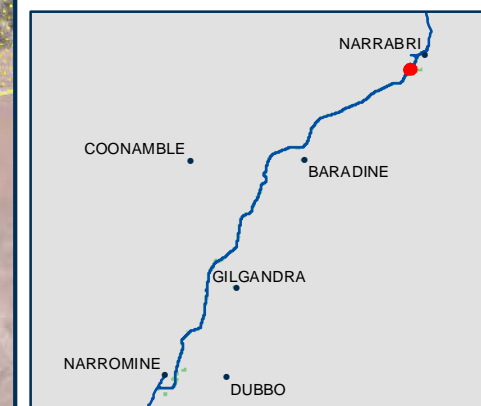 NARRABRI
COONAMBLE
BARADINE
GILGANDRA
NARROMINE
DUBBO